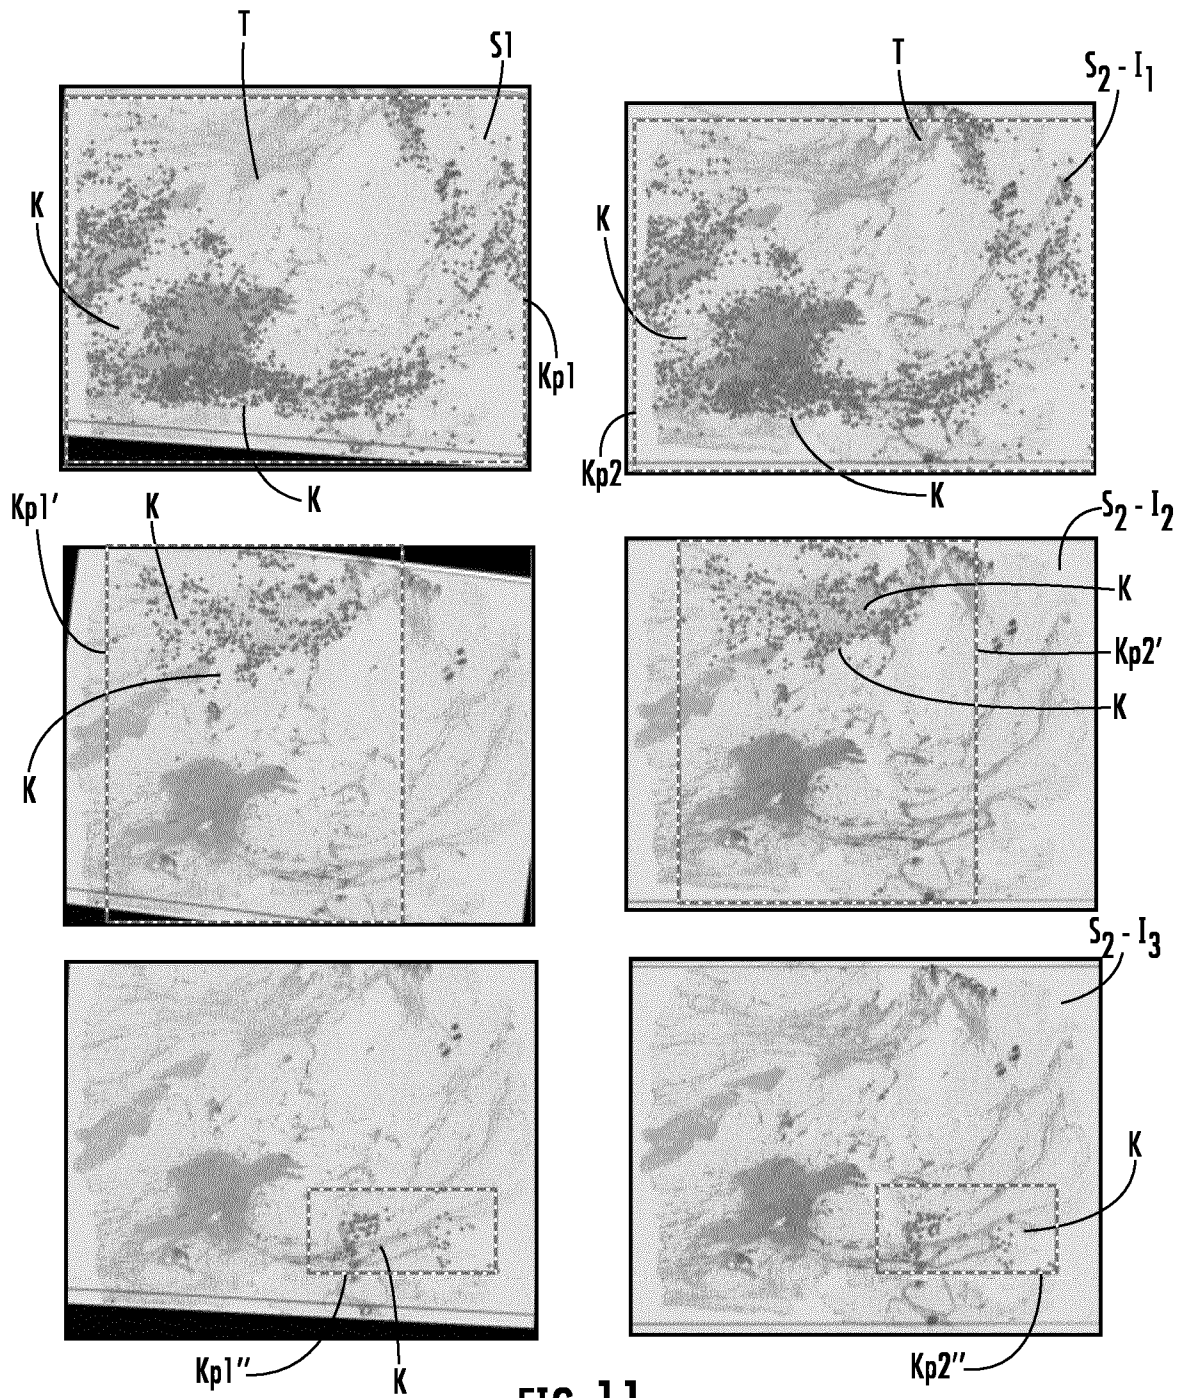 T
S1
T
S2 - I1
K
K
Kp1
Kp2
K
K
Kp1′
K
S2 - I2
K
Kp2′
K
K
S2 - I3
K
Kp1″
K
Kp2″
FIG. 11